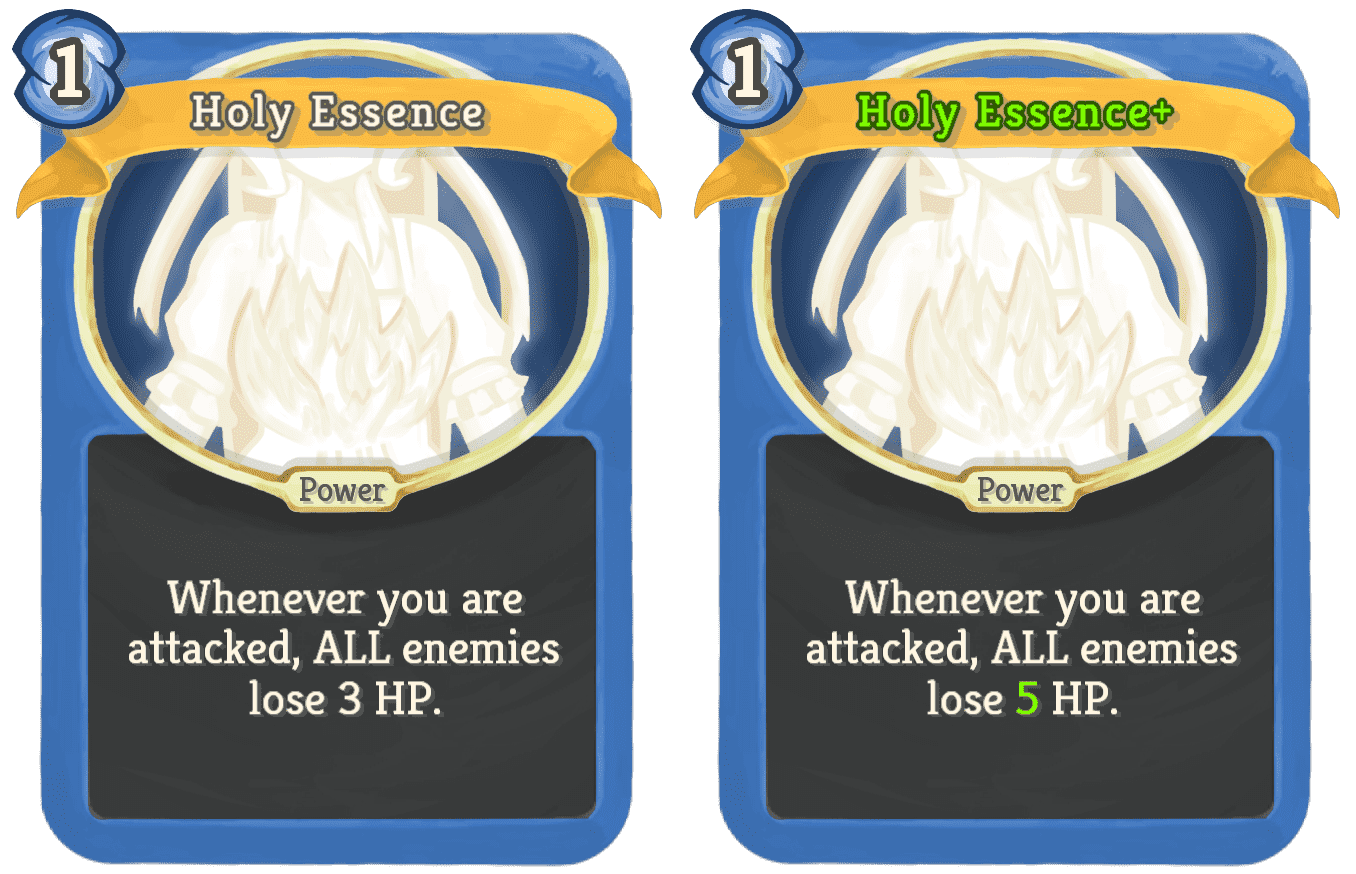 1
Holy Essence
Power
Whenever you are
attacked, ALL enemies
lose 3 HP.
1
Holy Essence+
Power
Whenever you are
attacked, ALL enemies
lose 5 HP.